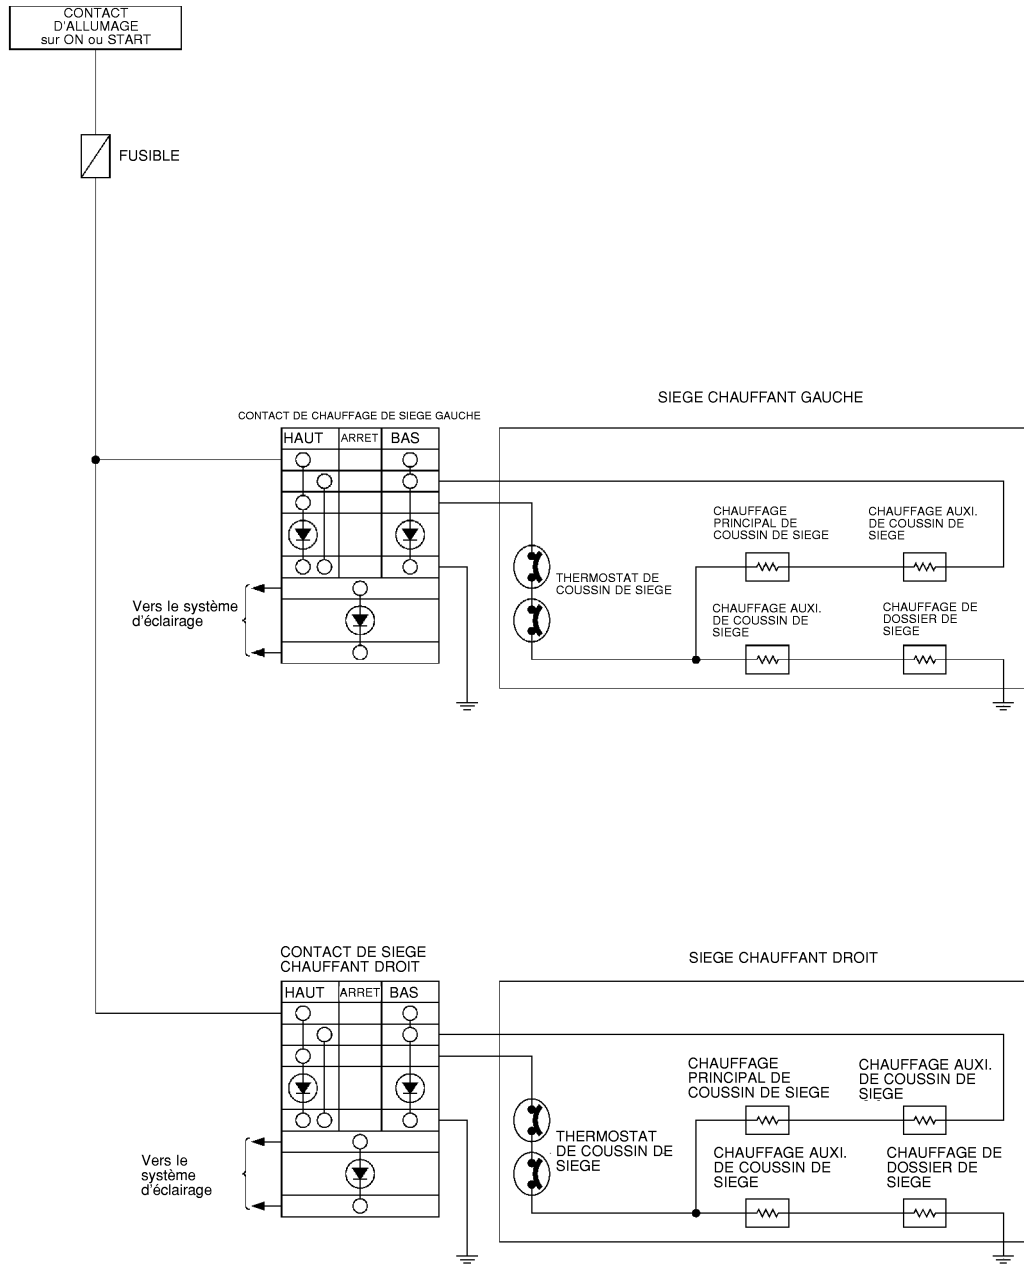 CONTACT
D'ALLUMAGE
sur ON ou START
FUSIBLE
SIEGE CHAUFFANT GAUCHE
CONTACT DE CHAUFFAGE DE SIEGE GAUCHE
HAUT ARRET BAS
CHAUFFAGE
PRINCIPAL DE
COUSSIN DE SIEGE
CHAUFFAGE AUXI.
DE COUSSIN DE
SIEGE
THERMOSTAT DE
COUSSIN DE SIEGE
Vers le système
d'éclairage
CHAUFFAGE AUXI.
DE COUSSIN DE
SIEGE
CHAUFFAGE DE
DOSSIER DE
SIEGE
CONTACT DE SIEGE
CHAUFFANT DROIT
SIEGE CHAUFFANT DROIT
HAUT ARRET BAS
CHAUFFAGE
PRINCIPAL DE
COUSSIN DE SIEGE
CHAUFFAGE AUXI.
DE COUSSIN DE
SIEGE
THERMOSTAT
DE COUSSIN DE
SIEGE
Vers le
système
d'éclairage
CHAUFFAGE AUXI.
DE COUSSIN DE
SIEGE
CHAUFFAGE DE
DOSSIER DE
SIEGE